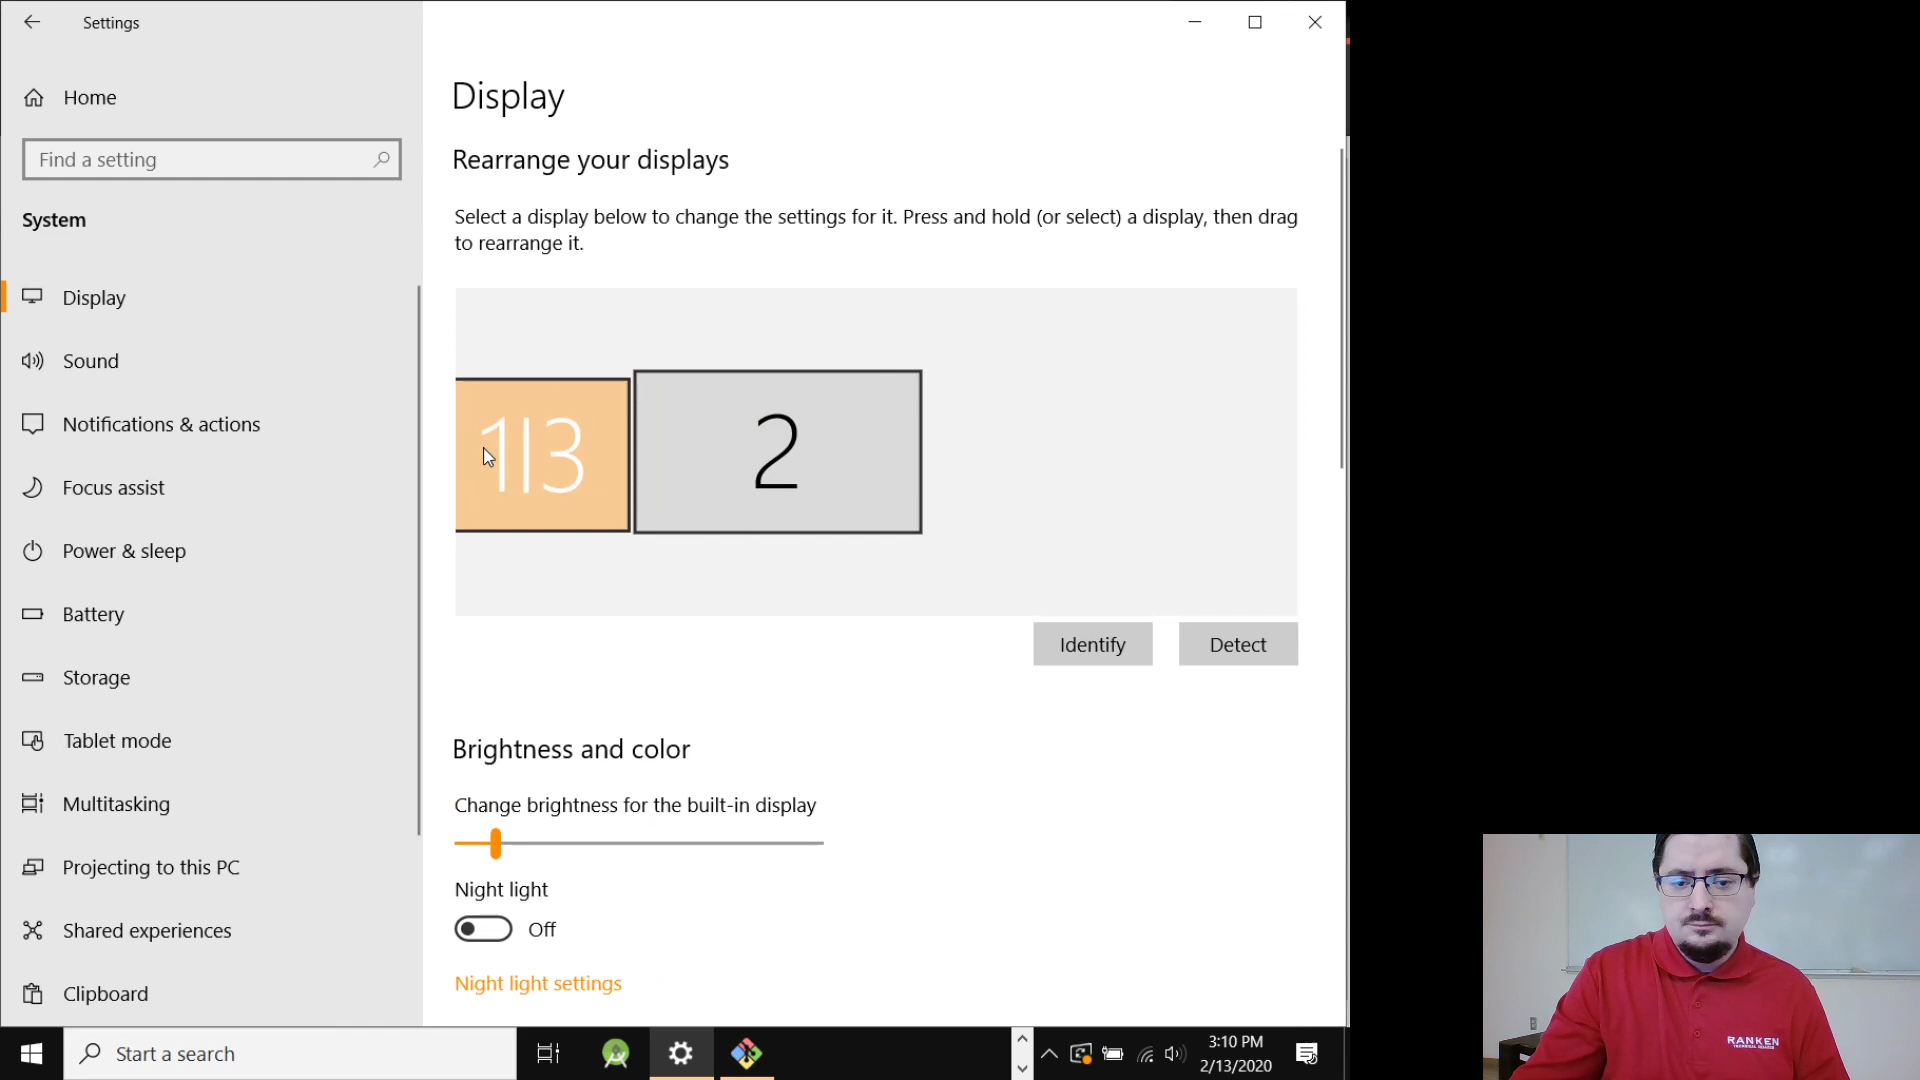 Settings
Home
Find a setting
System
Display
Sound
Notifications & actions
Focus assist
Power & sleep
Battery
Storage
Tablet mode
Multitasking
Projecting to this PC
Shared experiences
Clipboard
Display
Rearrange your displays
Select a display below to change the settings for it. Press and hold (or select) a display, then drag
to rearrange it.
1|3
2
Identify
Detect
Brightness and color
Change brightness for the built-in display
Night light
Off
Night light settings
Start a search
3:10 PM
2/13/2020
RANKEN
TECHNICAL COLLEGE